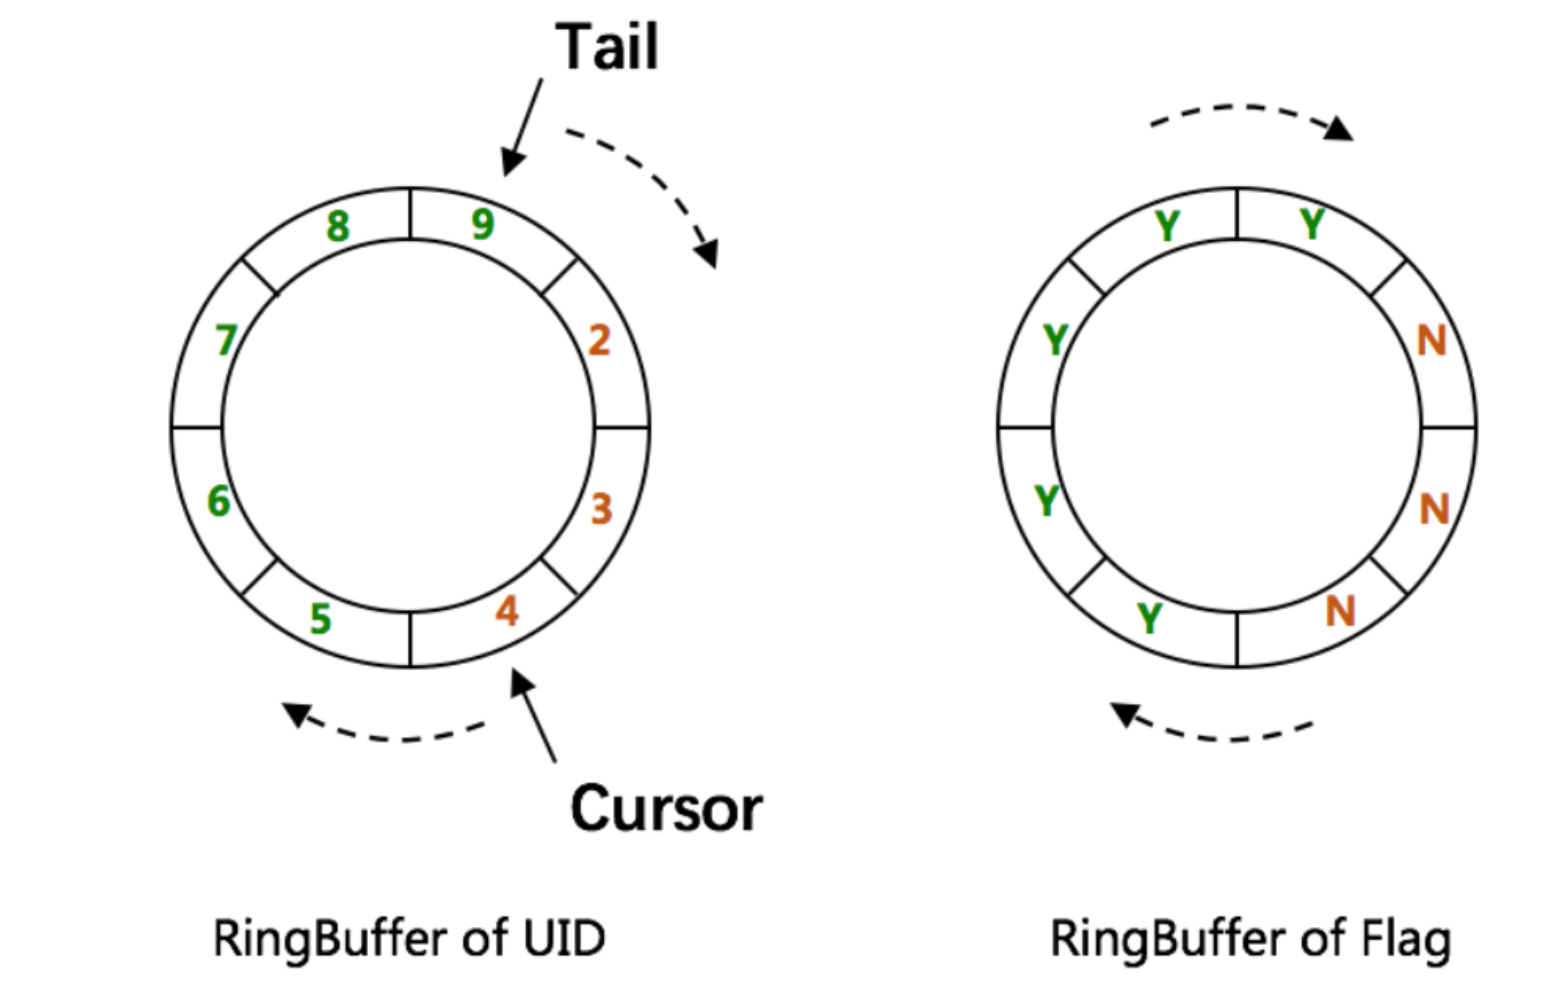 Tail
8 9
7 2
6 3
5 4
Cursor
RingBuffer of UID
Y Y
Y N
Y N
Y N
RingBuffer of Flag